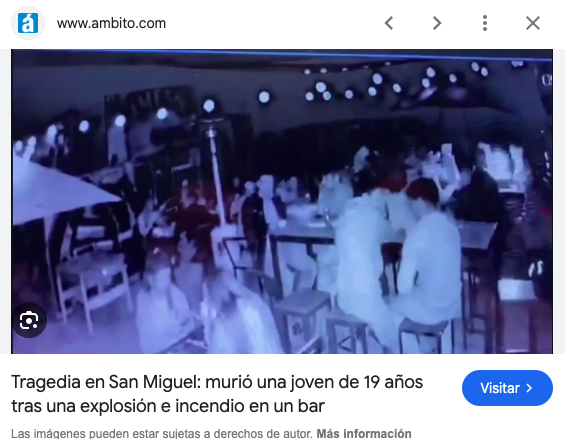 www.ambito.com
Tragedia en San Miguel: murió una joven de 19 años
tras una explosión e incendio en un bar
Visitar
Las imágenes pueden estar sujetas a derechos de autor. Más información